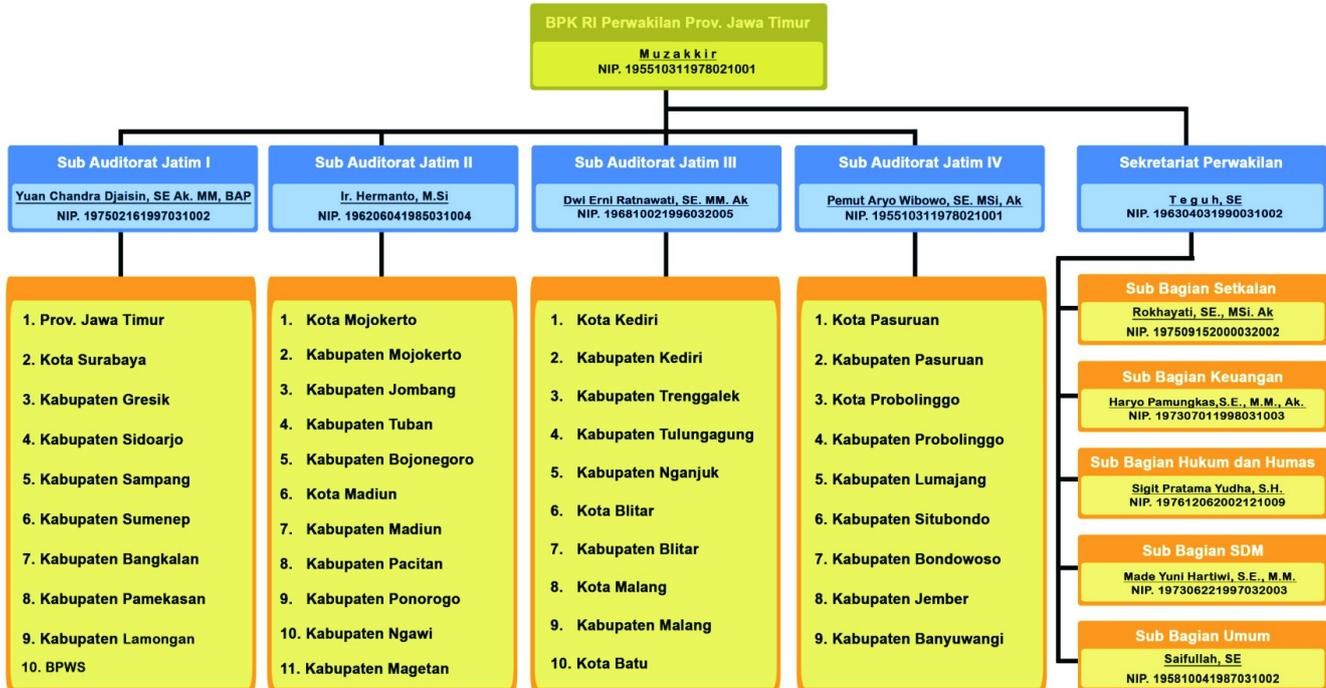 BPK RI Perwakilan Prov. Jawa Timur
M u z a k k i r
NIP. 195510311978021001
Sub Auditorat Jatim I
Yuan Chandra Djaisin, SE Ak. MM, BAP
NIP. 197502161997031002
Sub Auditorat Jatim II
Ir. Hermanto, M.Si
NIP. 196206041985031004
Sub Auditorat Jatim III
Dwi Erni Ratnawati, SE. MM. Ak
NIP. 196810021996032005
Sub Auditorat Jatim IV
Pemut Aryo Wibowo, SE. MSi, Ak
NIP. 195510311978021001
Sekretariat Perwakilan
T e g u h, SE
NIP. 196304031990031002
1. Prov. Jawa Timur
2. Kota Surabaya
3. Kabupaten Gresik
4. Kabupaten Sidoarjo
5. Kabupaten Sampang
6. Kabupaten Sumenep
7. Kabupaten Bangkalan
8. Kabupaten Pamekasan
9. Kabupaten Lamongan
10. BPWS
1. Kota Mojokerto
2. Kabupaten Mojokerto
3. Kabupaten Jombang
4. Kabupaten Tuban
5. Kabupaten Bojonegoro
6. Kota Madiun
7. Kabupaten Madiun
8. Kabupaten Pacitan
9. Kabupaten Ponorogo
10. Kabupaten Ngawi
11. Kabupaten Magetan
1. Kota Kediri
2. Kabupaten Kediri
3. Kabupaten Trenggalek
4. Kabupaten Tulungagung
5. Kabupaten Nganjuk
6. Kota Blitar
7. Kabupaten Blitar
8. Kota Malang
9. Kabupaten Malang
10. Kota Batu
1. Kota Pasuruan
2. Kabupaten Pasuruan
3. Kota Probolinggo
4. Kabupaten Probolinggo
5. Kabupaten Lumajang
6. Kabupaten Situbondo
7. Kabupaten Bondowoso
8. Kabupaten Jember
9. Kabupaten Banyuwangi
Sub Bagian Setkalan
Rokhayati, SE., MSi. Ak
NIP. 197509152000032002
Sub Bagian Keuangan
Haryo Pamungkas,S.E., M.M., Ak.
NIP. 197307011998031003
Sub Bagian Hukum dan Humas
Sigit Pratama Yudha, S.H.
NIP. 197612062002121009
Sub Bagian SDM
Made Yuni Hartiwi, S.E., M.M.
NIP. 197306221997032003
Sub Bagian Umum
Saifullah, SE
NIP. 195810041987031002